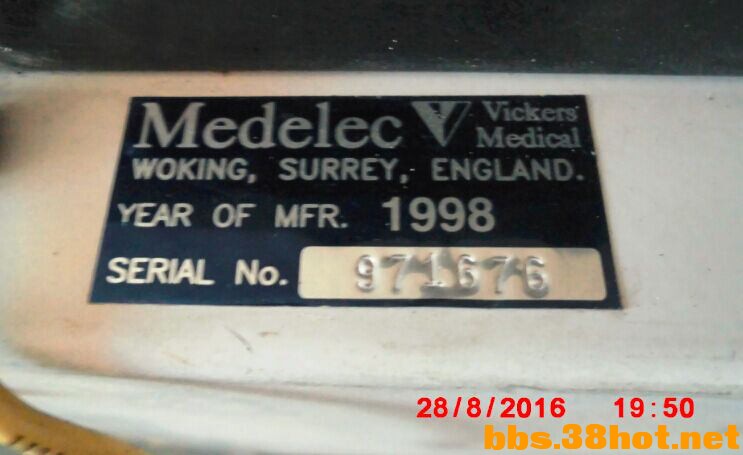 Medelec Vickers
Medical
WOKING, SURREY, ENGLAND.
YEAR OF MFR. 1998
SERIAL No. 971676
28/8/2016 19:50
bbs.38hot.net